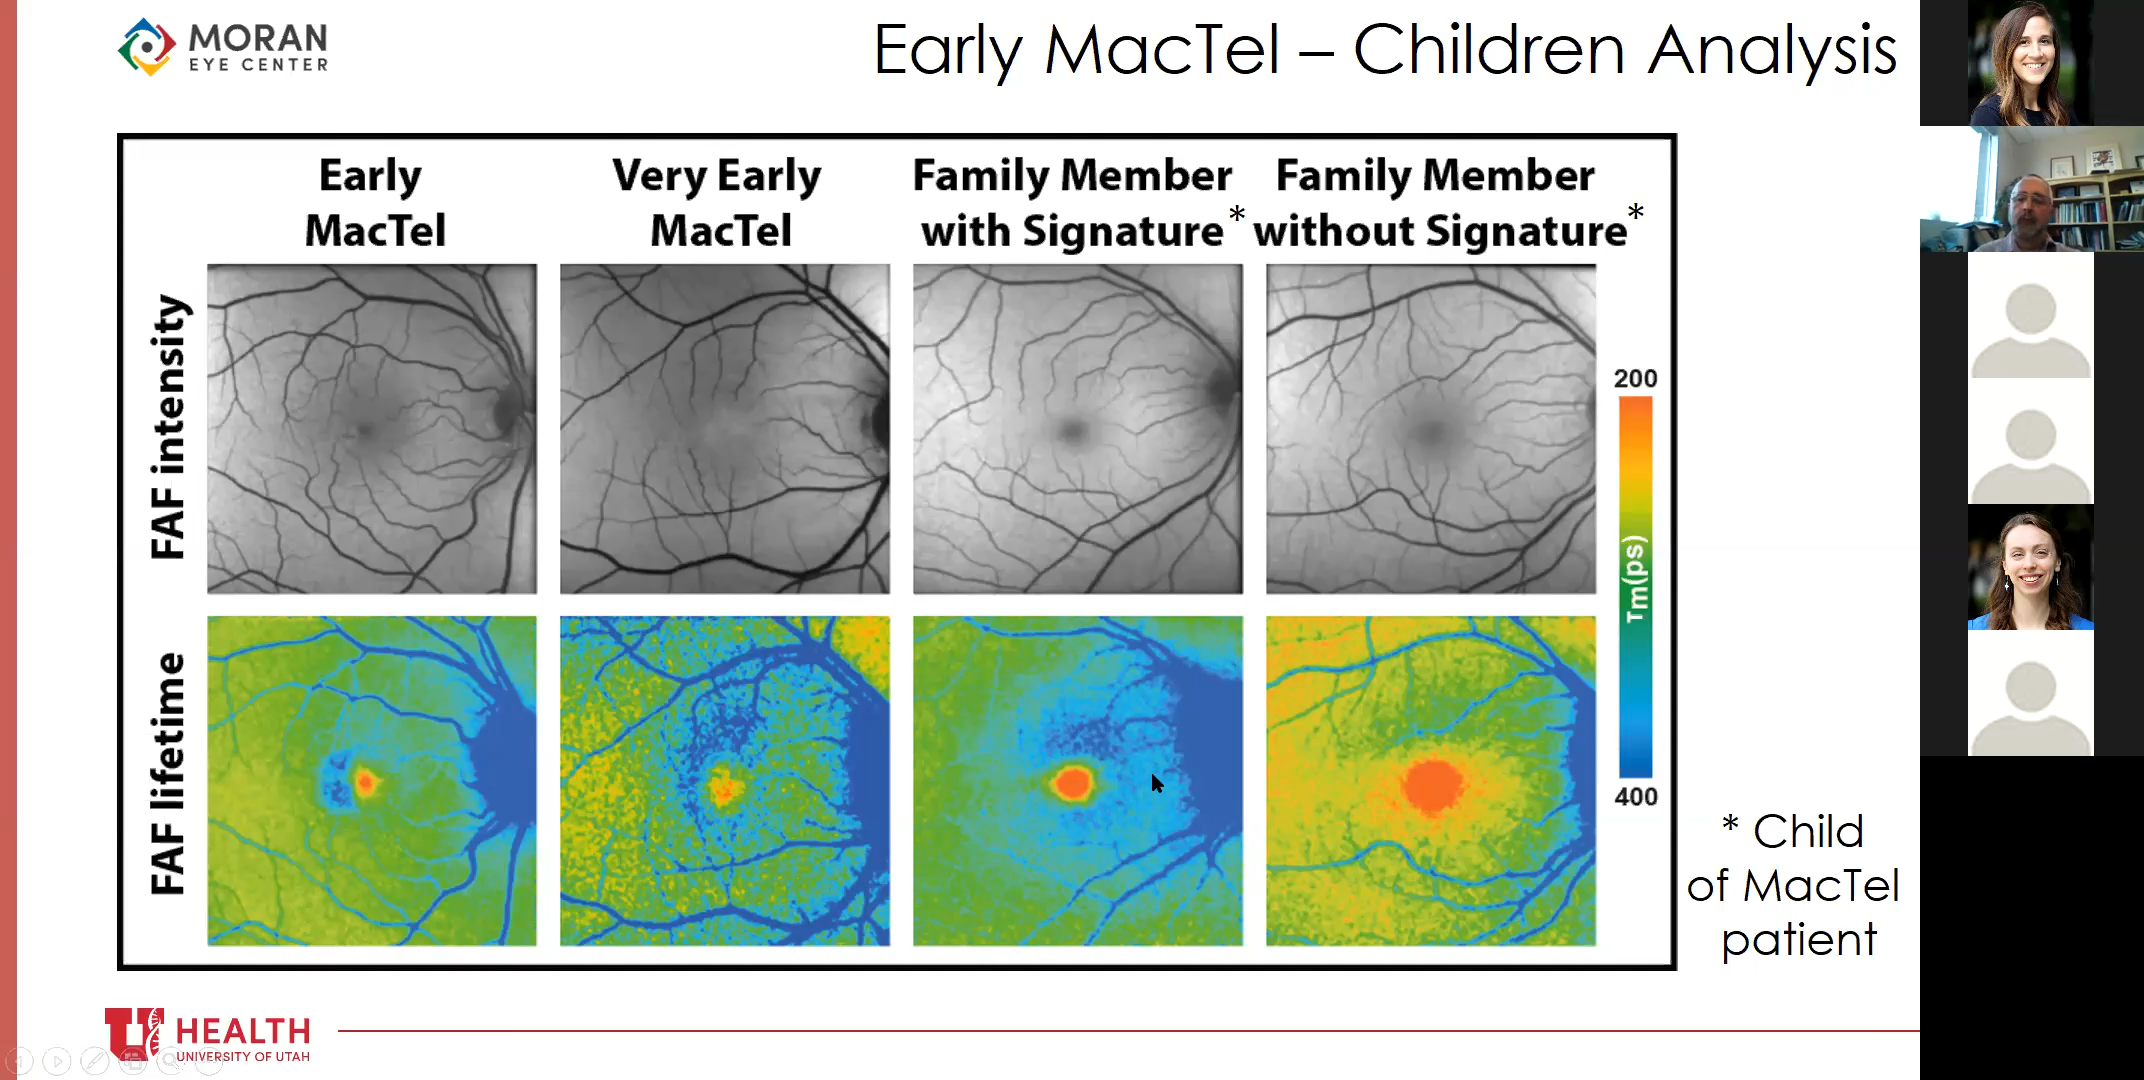 MORAN
EYE CENTER
Early MacTel – Children Analysis
Early
MacTel
Very Early
MacTel
Family Member
with Signature*
Family Member
without Signature*
FAF intensity
FAF lifetime
200
Tm(ps)
400
* Child
of MacTel
patient
U HEALTH
UNIVERSITY OF UTAH